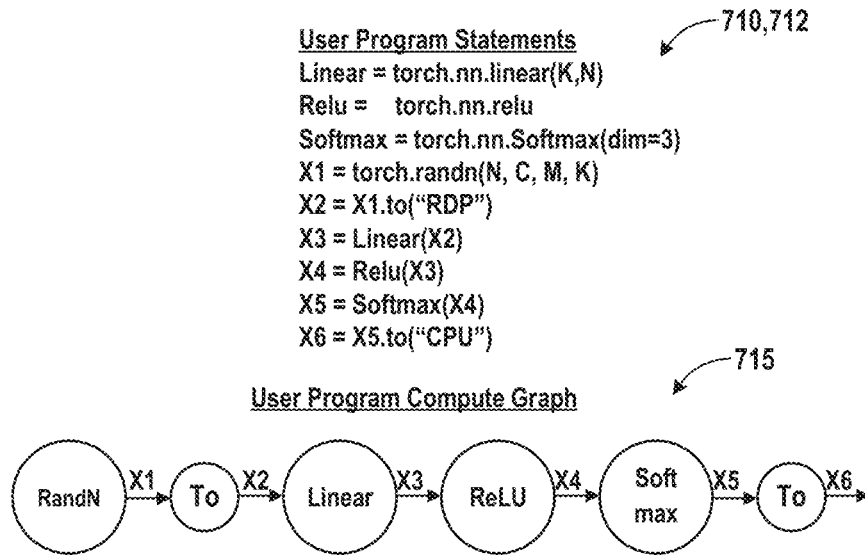 710,712
User Program Statements
Linear = torch.nn.linear(K,N)
Relu = torch.nn.relu
Softmax = torch.nn.Softmax(dim=3)
X1 = torch.randn(N, C, M, K)
X2 = X1.to(“RDP”)
X3 = Linear(X2)
X4 = Relu(X3)
X5 = Softmax(X4)
X6 = X5.to(“CPU”)
715
User Program Compute Graph
RandN X1 To X2 Linear X3 ReLU X4 Soft max X5 To X6